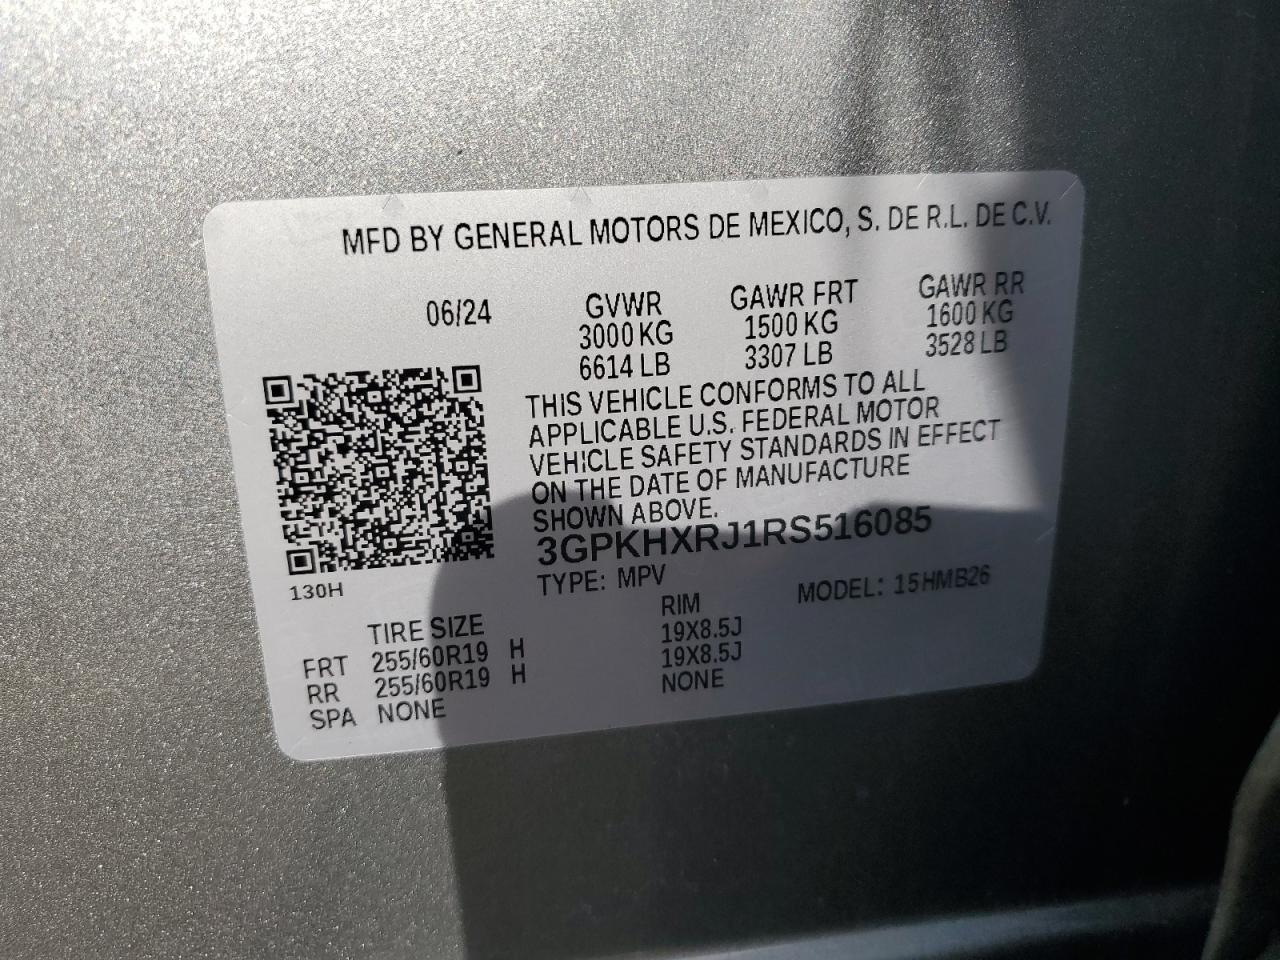 MFD BY GENERAL MOTORS DE MEXICO, S. DE R.L. DE C.V.
06/24 GVWR GAWR FRT GAWR RR
3000 KG 1500 KG 1600 KG
6614 LB 3307 LB 3528 LB
THIS VEHICLE CONFORMS TO ALL
APPLICABLE U.S. FEDERAL MOTOR
VEHICLE SAFETY STANDARDS IN EFFECT
ON THE DATE OF MANUFACTURE
SHOWN ABOVE.
3GPKHXRJ1RS516085
130H
TYPE: MPV MODEL: 15HMB26
TIRE SIZE RIM
FRT 255/60R19 H 19X8.5J
RR 255/60R19 H 19X8.5J
SPA NONE NONE